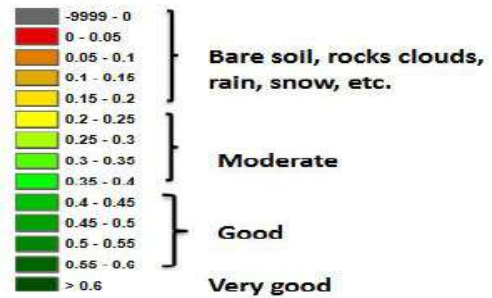 -9999 - 0
0 - 0.05
0.05 - 0.1
0.1 - 0.15
0.15 - 0.2
Bare soil, rocks clouds,
rain, snow, etc.
0.2 - 0.25
0.25 - 0.3
0.3 - 0.35
0.35 - 0.4
Moderate
0.4 - 0.45
0.45 - 0.5
0.5 - 0.55
0.55 - 0.6
Good
> 0.6
Very good